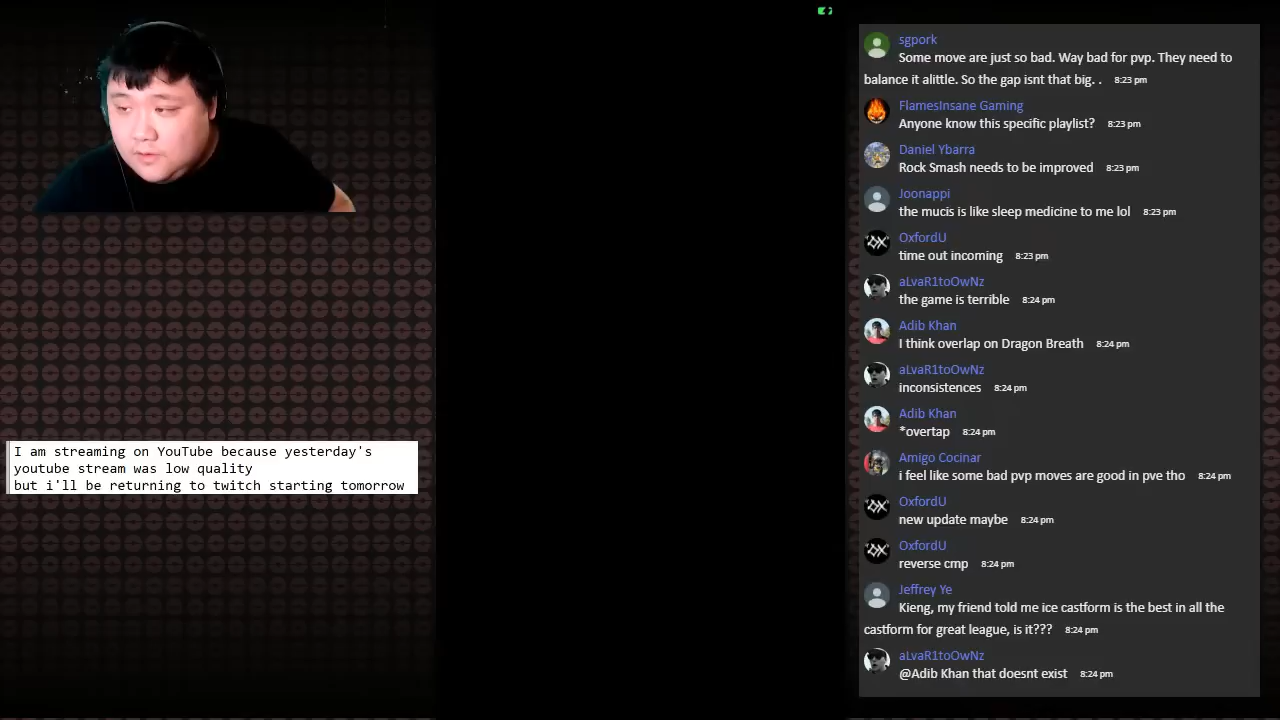 I am streaming on YouTube because yesterday's
youtube stream was low quality
but i'll be returning to twitch starting tomorrow
sgpork
Some move are just so bad. Way bad for pvp. They need to
balance it alittle. So the gap isnt that big. . 8:23 pm
FlamesInsane Gaming
Anyone know this specific playlist? 8:23 pm
Daniel Ybarra
Rock Smash needs to be improved 8:23 pm
Joonappi
the mucis is like sleep medicine to me lol 8:23 pm
OxfordU
time out incoming 8:23 pm
aLvaR1toOwNz
the game is terrible 8:24 pm
Adib Khan
I think overlap on Dragon Breath 8:24 pm
aLvaR1toOwNz
inconsistences 8:24 pm
Adib Khan
*overtap 8:24 pm
Amigo Cocinar
i feel like some bad pvp moves are good in pve tho 8:24 pm
OxfordU
new update maybe 8:24 pm
OxfordU
reverse cmp 8:24 pm
Jeffrey Ye
Kieng, my friend told me ice castform is the best in all the
castform for great league, is it??? 8:24 pm
aLvaR1toOwNz
@Adib Khan that doesnt exist 8:24 pm